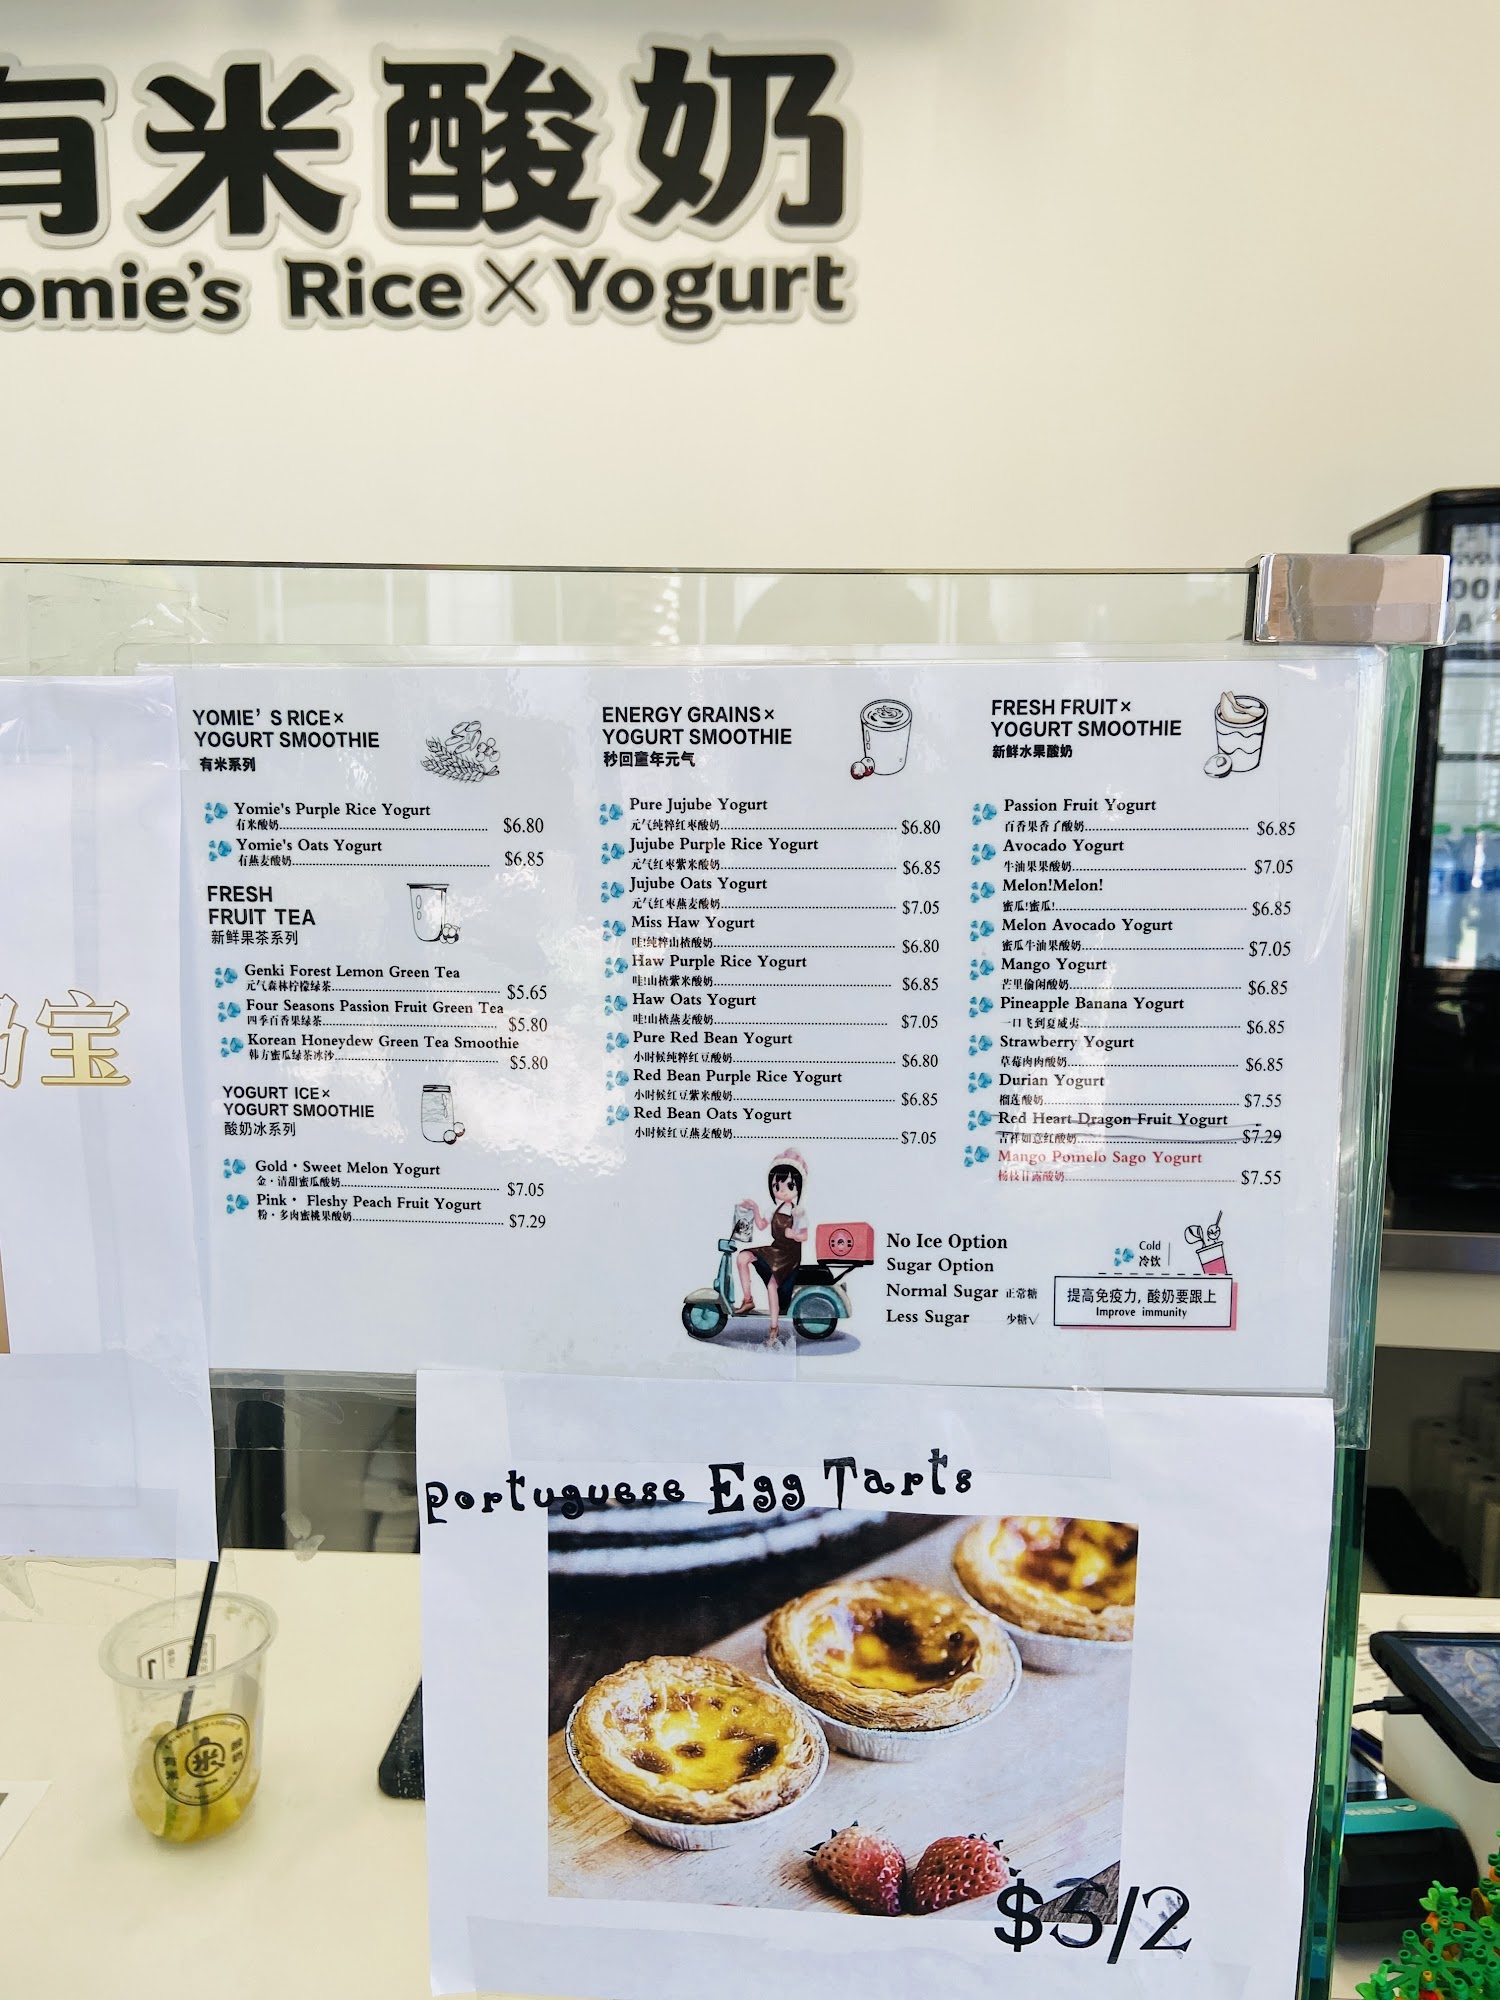 有米酸奶
omie's Rice×Yogurt
YOMIE'S RICE×
YOGURT SMOOTHIE
有米系列
Yomie's Purple Rice Yogurt
有米酸奶 $6.80
Yomie's Oats Yogurt
有燕麦酸奶 $6.85
FRESH
FRUIT TEA
新鲜果茶系列
Genki Forest Lemon Green Tea
元气森林柠檬绿茶 $5.65
Four Seasons Passion Fruit Green Tea
四季百香果绿茶 $5.80
Korean Honeydew Green Tea Smoothie
韩方蜜瓜绿茶冰沙 $5.80
YOGURT ICE×
YOGURT SMOOTHIE
酸奶冰系列
Gold·Sweet Melon Yogurt
金·清甜蜜瓜酸奶 $7.05
Pink· Fleshy Peach Fruit Yogurt
粉·多肉蜜桃果酸奶 $7.29
ENERGY GRAINS×
YOGURT SMOOTHIE
秒回童年元气
Pure Jujube Yogurt
元气纯粹红枣酸奶 $6.80
Jujube Purple Rice Yogurt
元气红枣紫米酸奶 $6.85
Jujube Oats Yogurt
元气红枣燕麦酸奶 $7.05
Miss Haw Yogurt
哇!纯粹山楂酸奶 $6.80
Haw Purple Rice Yogurt
哇!山楂紫米酸奶 $6.85
Haw Oats Yogurt
哇!山楂燕麦酸奶 $7.05
Pure Red Bean Yogurt
小时候纯粹红豆酸奶 $6.80
Red Bean Purple Rice Yogurt
小时候红豆紫米酸奶 $6.85
Red Bean Oats Yogurt
小时候红豆燕麦酸奶 $7.05
FRESH FRUIT×
YOGURT SMOOTHIE
新鲜水果酸奶
Passion Fruit Yogurt
百香果香了酸奶 $6.85
Avocado Yogurt
牛油果果酸奶 $7.05
Melon!Melon!
蜜瓜!蜜瓜! $6.85
Melon Avocado Yogurt
蜜瓜牛油果酸奶 $7.05
Mango Yogurt
芒里偷闲酸奶 $6.85
Pineapple Banana Yogurt
一口飞到夏威夷 $6.85
Strawberry Yogurt
草莓肉肉酸奶 $6.85
Durian Yogurt
榴莲酸奶 $7.55
Red Heart Dragon Fruit Yogurt
吉祥如意红酸奶 $7.29
Mango Pomelo Sago Yogurt
杨枝甘露酸奶 $7.55
No Ice Option
Sugar Option
Normal Sugar 正常糖
Less Sugar 少糖√
Cold
冷饮
提高免疫力, 酸奶要跟上
Improve immunity
宝
Portuguese Egg Tarts
$5/2
有米 米 酸奶